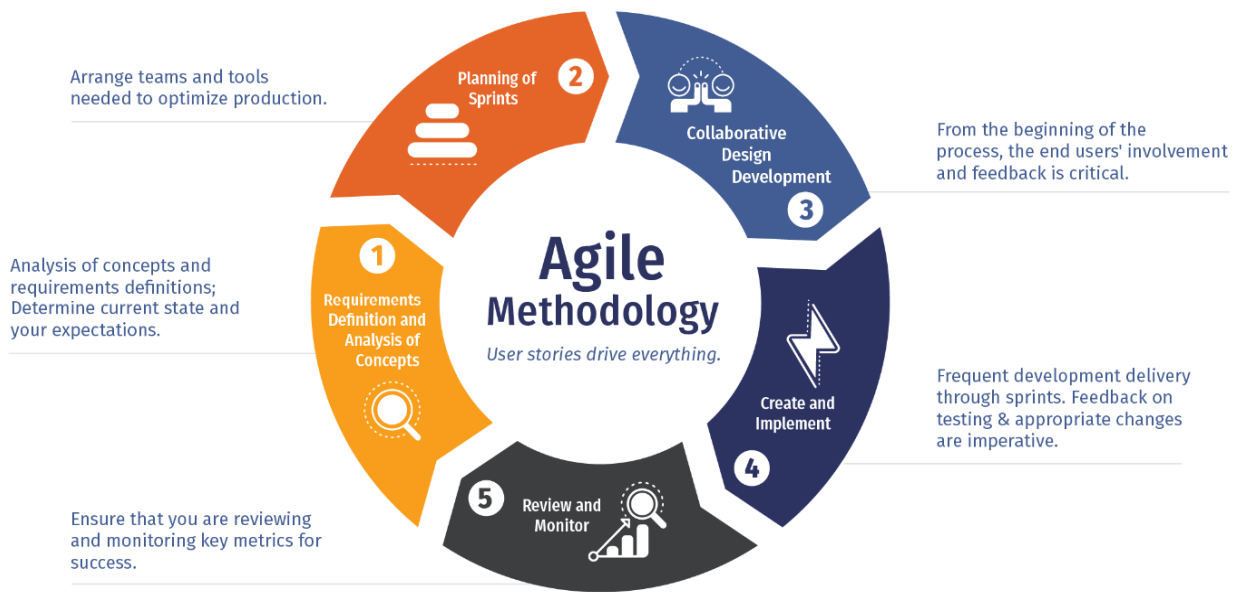 Agile
Methodology
User stories drive everything.
1
Requirements
Definition and
Analysis of
Concepts
Analysis of concepts and
requirements definitions;
Determine current state and
your expectations.
2
Planning of
Sprints
Arrange teams and tools
needed to optimize production.
Collaborative
Design
Development
3
From the beginning of the
process, the end users' involvement
and feedback is critical.
Create and
Implement
4
Frequent development delivery
through sprints. Feedback on
testing & appropriate changes
are imperative.
5
Review and
Monitor
Ensure that you are reviewing
and monitoring key metrics for
success.